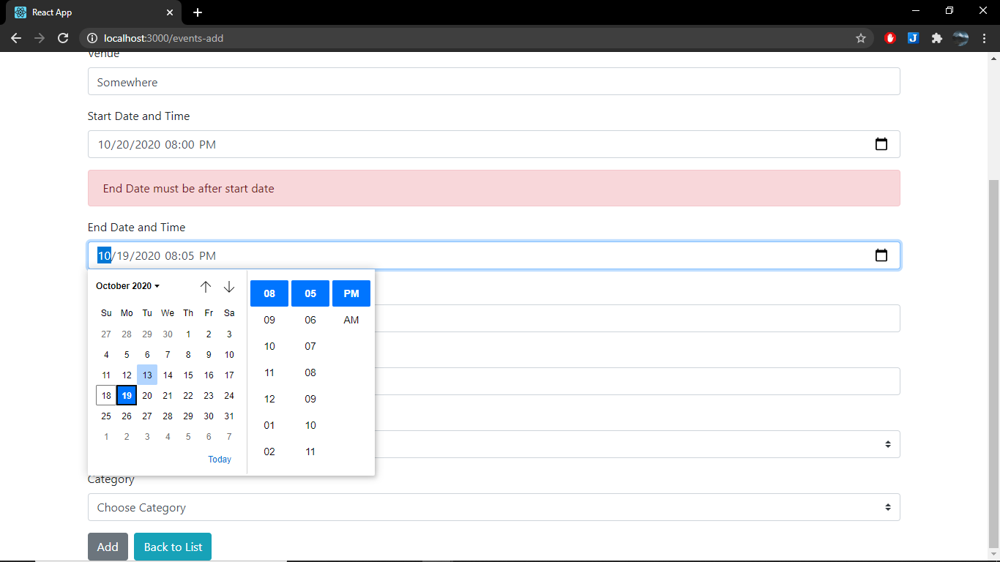 React App
localhost:3000/events-add
Venue
Somewhere
Start Date and Time
10/20/2020 08:00 PM
End Date must be after start date
End Date and Time
10/19/2020 08:05 PM
October 2020
08 05 PM
Su Mo Tu We Th Fr Sa
09 06 AM
27 28 29 30 1 2 3
10 07
4 5 6 7 8 9 10
11 12 13 14 15 16 17
11 08
18 19 20 21 22 23 24
12 09
25 26 27 28 29 30 31
01 10
1 2 3 4 5 6 7
02 11
Today
Category
Choose Category
Add Back to List